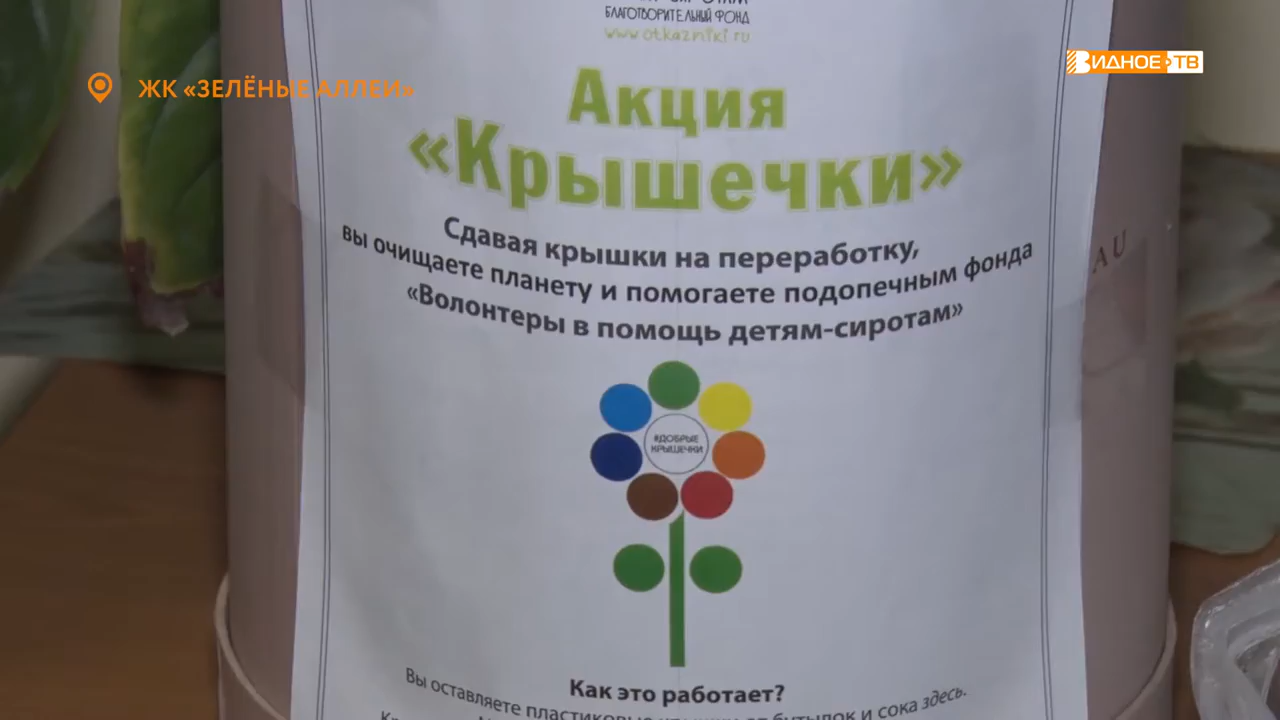 БЛАГОТВОРИТЕЛЬНЫЙ ФОНД
www.otkazniki.ru
ЖК «ЗЕЛЁНЫЕ АЛЛЕИ»
ВИДНОЕ ТВ
Акция
«Крышечки»
Сдавая крышки на переработку,
вы очищаете планету и помогаете подопечным фонда
«Волонтеры в помощь детям-сиротам»
AU
#ДОБРЫЕ
КРЫШЕЧКИ
Как это работает?
Вы оставляете пластиковые крышки от бутылок и сока здесь.